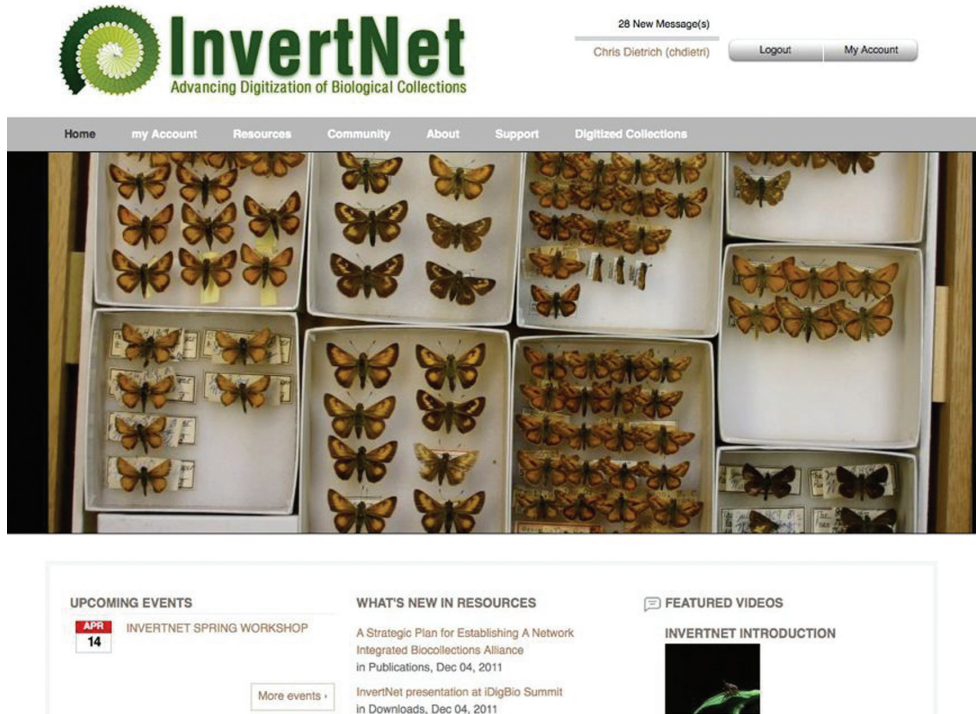 InvertNet
Advancing Digitization of Biological Collections
28 New Message(s)
Chris Dietrich (chdietri)
Logout
My Account
Home
my Account
Resources
Community
About
Support
Digitized Collections
UPCOMING EVENTS
APR
14
INVERTNET SPRING WORKSHOP
More events ›
WHAT'S NEW IN RESOURCES
A Strategic Plan for Establishing A Network
Integrated Biocollections Alliance
in Publications, Dec 04, 2011
InvertNet presentation at iDigBio Summit
in Downloads, Dec 04, 2011
FEATURED VIDEOS
INVERTNET INTRODUCTION